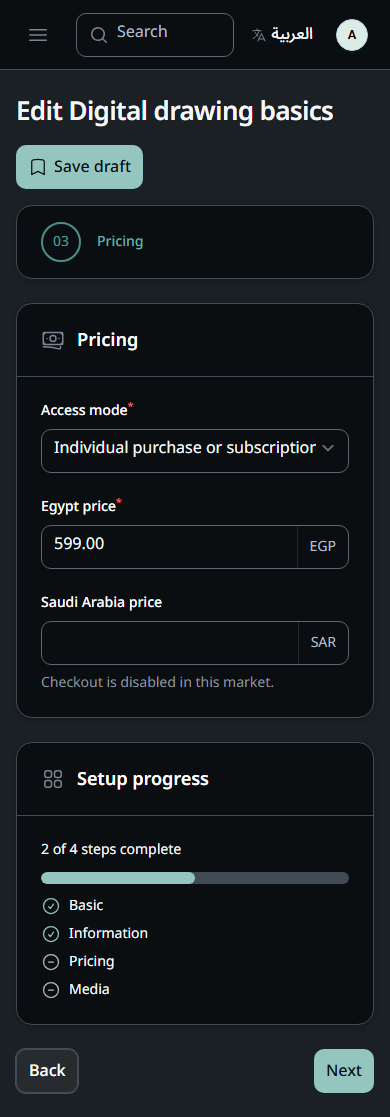 Search
العربية
A
Edit Digital drawing basics
Save draft
03
Pricing
Pricing
Access mode*
Individual purchase or subscription
Egypt price*
599.00
EGP
Saudi Arabia price
SAR
Checkout is disabled in this market.
Setup progress
2 of 4 steps complete
Basic
Information
Pricing
Media
Back
Next